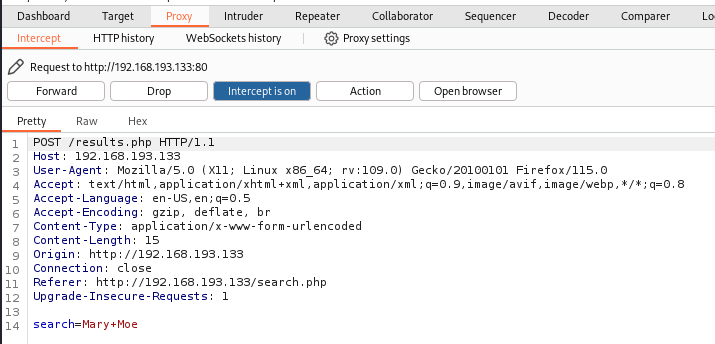 Dashboard Target Proxy Intruder Repeater Collaborator Sequencer Decoder Comparer
Intercept HTTP history WebSockets history Proxy settings
Request to http://192.168.193.133:80
Forward Drop Intercept is on Action Open browser
Pretty Raw Hex
1 POST /results.php HTTP/1.1
2 Host: 192.168.193.133
3 User-Agent: Mozilla/5.0 (X11; Linux x86_64; rv:109.0) Gecko/20100101 Firefox/115.0
4 Accept: text/html,application/xhtml+xml,application/xml;q=0.9,image/avif,image/webp,*/*;q=0.8
5 Accept-Language: en-US,en;q=0.5
6 Accept-Encoding: gzip, deflate, br
7 Content-Type: application/x-www-form-urlencoded
8 Content-Length: 15
9 Origin: http://192.168.193.133
10 Connection: close
11 Referer: http://192.168.193.133/search.php
12 Upgrade-Insecure-Requests: 1
13
14 search=Mary+Moe